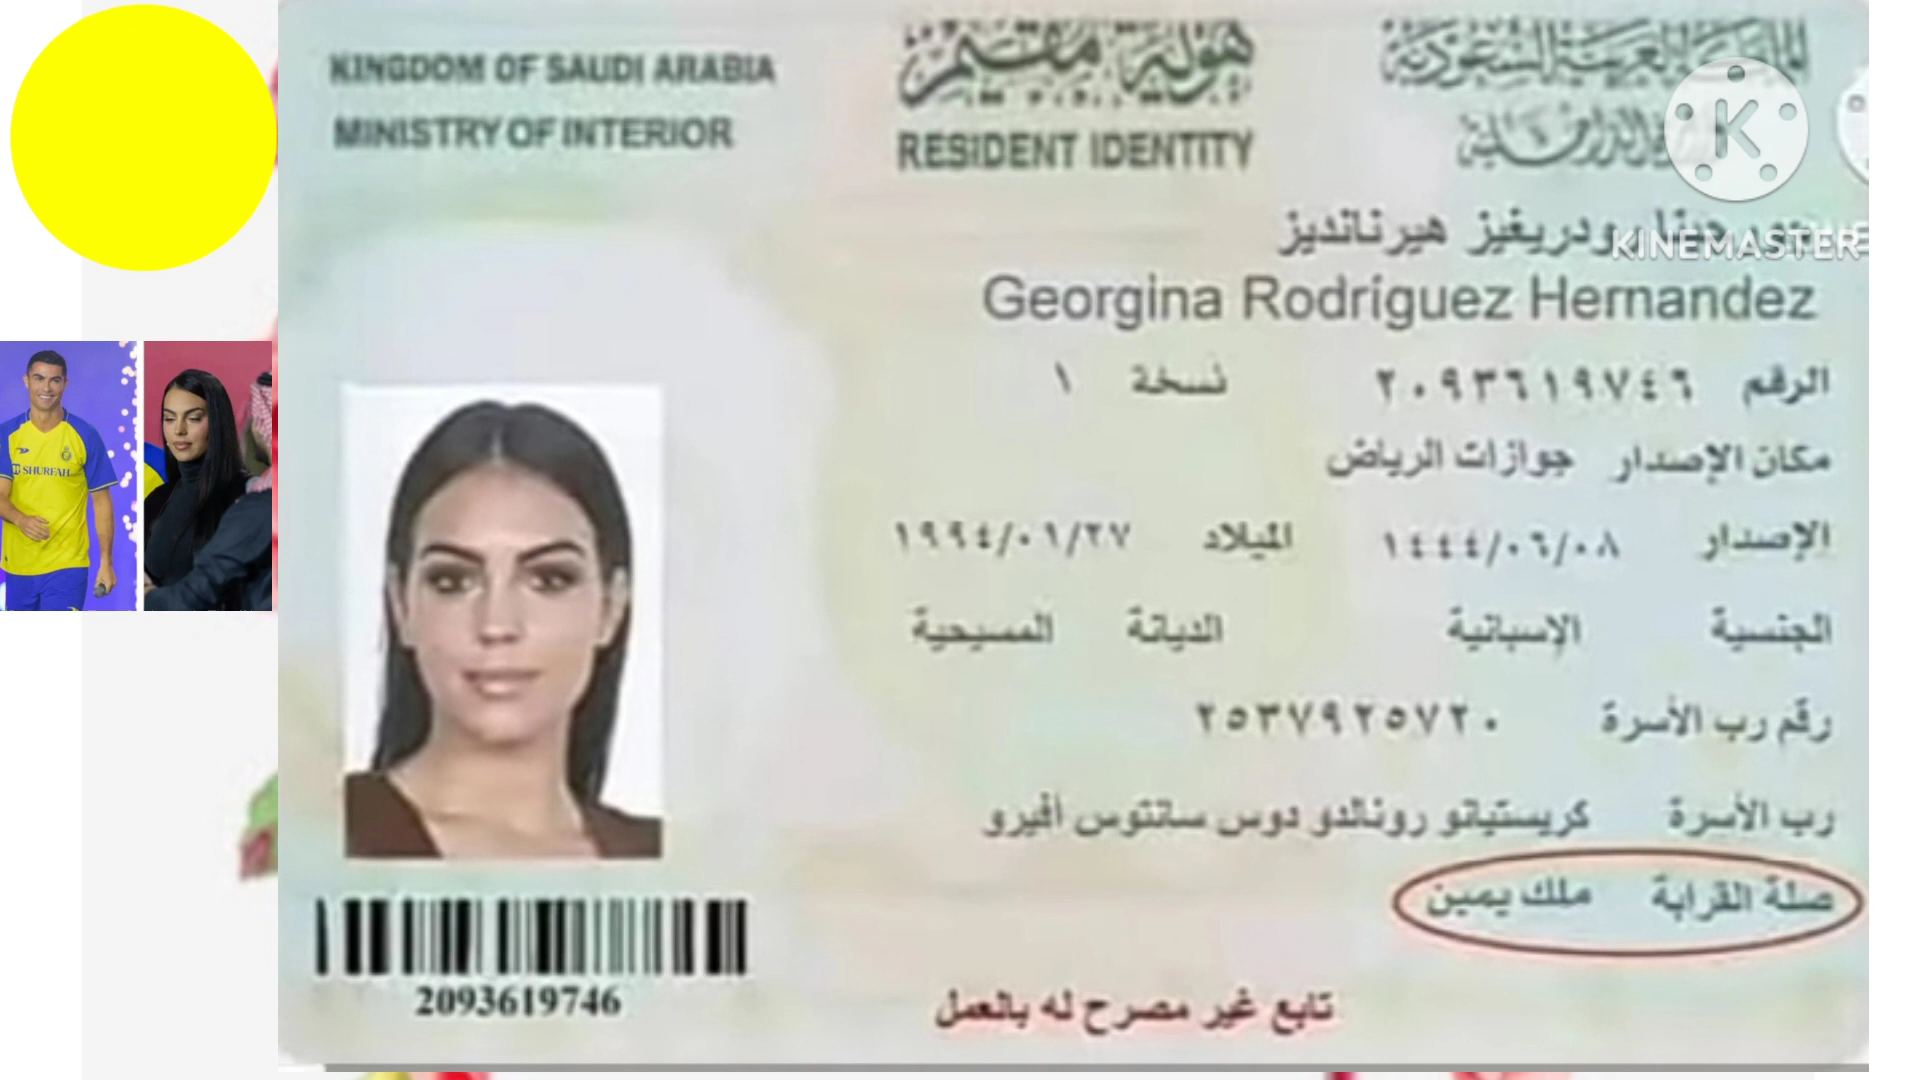 KINGDOM OF SAUDI ARABIA
MINISTRY OF INTERIOR
هوية مقيم
RESIDENT IDENTITY
المملكة العربية السعودية
K
KINEMASTER
ودريغيز هيرنانديز
Georgina Rodríguez Hernandez
الرقم ٢٠٩٣٦١٩٧٤٦ نسخة ١
مكان الإصدار جوازات الرياض
الإصدار ١٤٤٤/٠٦/٠٨ الميلاد ١٩٩٤/٠١/٢٧
الجنسية الإسبانية الديانة المسيحية
رقم رب الأسرة ٢٥٣٧٩٢٥٧٢٠
رب الأسرة كريستيانو رونالدو دوس سانتوس أفيرو
صلة القرابة ملك يمين
تابع غير مصرح له بالعمل
2093619746
SHURFAH